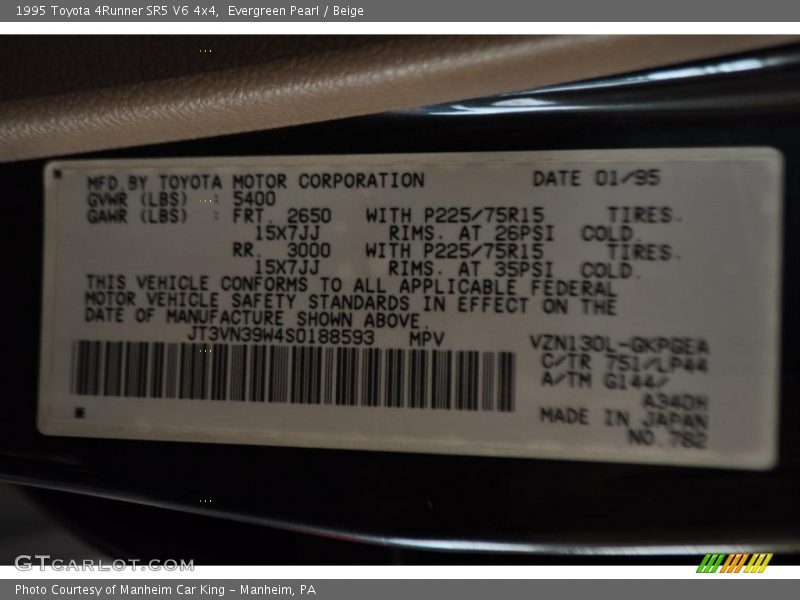 1995 Toyota 4Runner SR5 V6 4x4, Evergreen Pearl / Beige
MFD.BY TOYOTA MOTOR CORPORATION DATE 01/95
GVWR (LBS) : 5400
GAWR (LBS) : FRT. 2650 WITH P225/75R15 TIRES.
15X7JJ RIMS. AT 26PSI COLD.
RR. 3000 WITH P225/75R15 TIRES.
15X7JJ RIMS. AT 35PSI COLD.
THIS VEHICLE CONFORMS TO ALL APPLICABLE FEDERAL
MOTOR VEHICLE SAFETY STANDARDS IN EFFECT ON THE
DATE OF MANUFACTURE SHOWN ABOVE.
JT3VN39W4S0188593 MPV
VZN130L-GKPGEA
C/TR 751/LP44
A/TM G144/
A340H
MADE IN JAPAN
NO.782
GTcarlot.com
Photo Courtesy of Manheim Car King - Manheim, PA